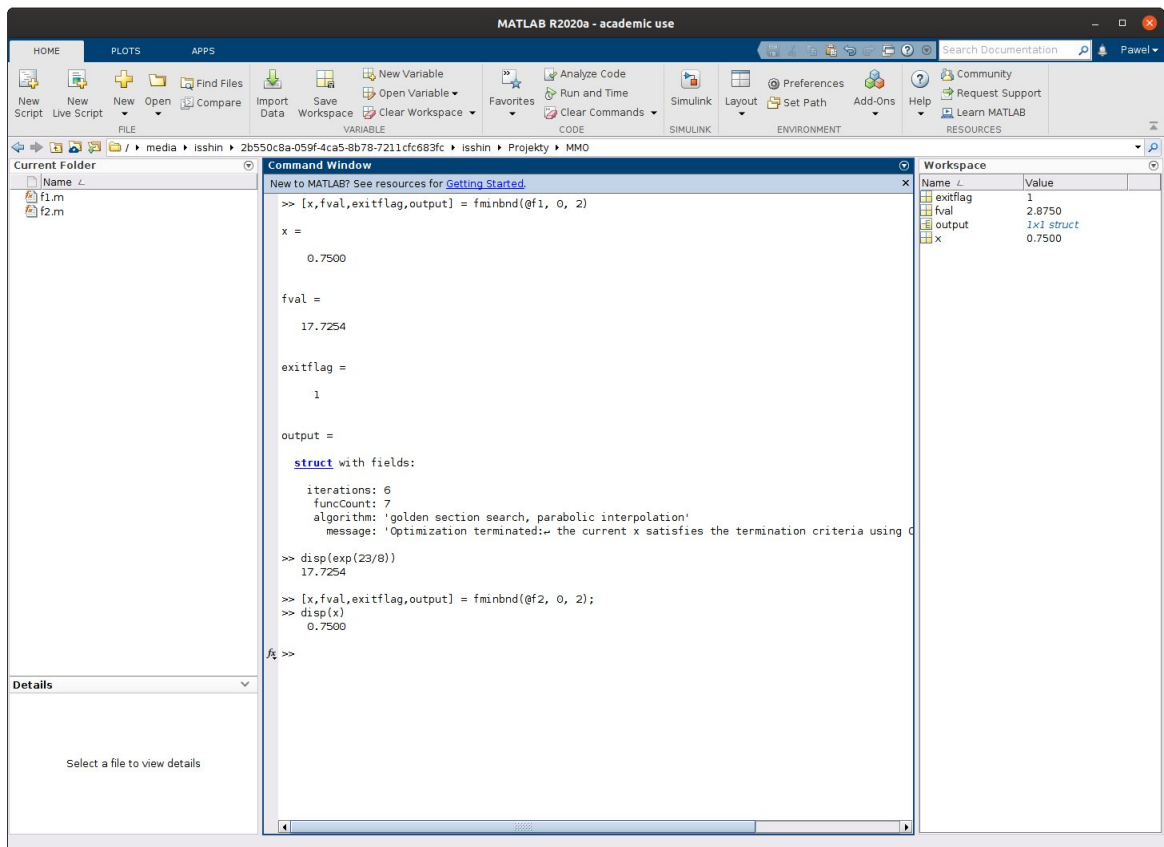 MATLAB R2020a - academic use
HOME PLOTS APPS
Search Documentation
Pawel
New Script
New Live Script
New
Open
Find Files
Compare
FILE
Import Data
Save Workspace
New Variable
Open Variable
Clear Workspace
VARIABLE
Favorites
Analyze Code
Run and Time
Clear Commands
CODE
Simulink
SIMULINK
Layout
Preferences
Set Path
Add-Ons
ENVIRONMENT
Help
Community
Request Support
Learn MATLAB
RESOURCES
/ ▸ media ▸ isshin ▸ 2b550c8a-059f-4ca5-8b78-7211cfc683fc ▸ isshin ▸ Projekty ▸ MMO
Current Folder
Name
f1.m
f2.m
Details
Select a file to view details
Command Window
New to MATLAB? See resources for Getting Started.
>> [x,fval,exitflag,output] = fminbnd(@f1, 0, 2)
x =
0.7500
fval =
17.7254
exitflag =
1
output =
struct with fields:
iterations: 6
funcCount: 7
algorithm: 'golden section search, parabolic interpolation'
message: 'Optimization terminated:↵ the current x satisfies the termination criteria using O
>> disp(exp(23/8))
17.7254
>> [x,fval,exitflag,output] = fminbnd(@f2, 0, 2);
>> disp(x)
0.7500
fx >>
Workspace
Name Value
exitflag 1
fval 2.8750
output 1x1 struct
x 0.7500